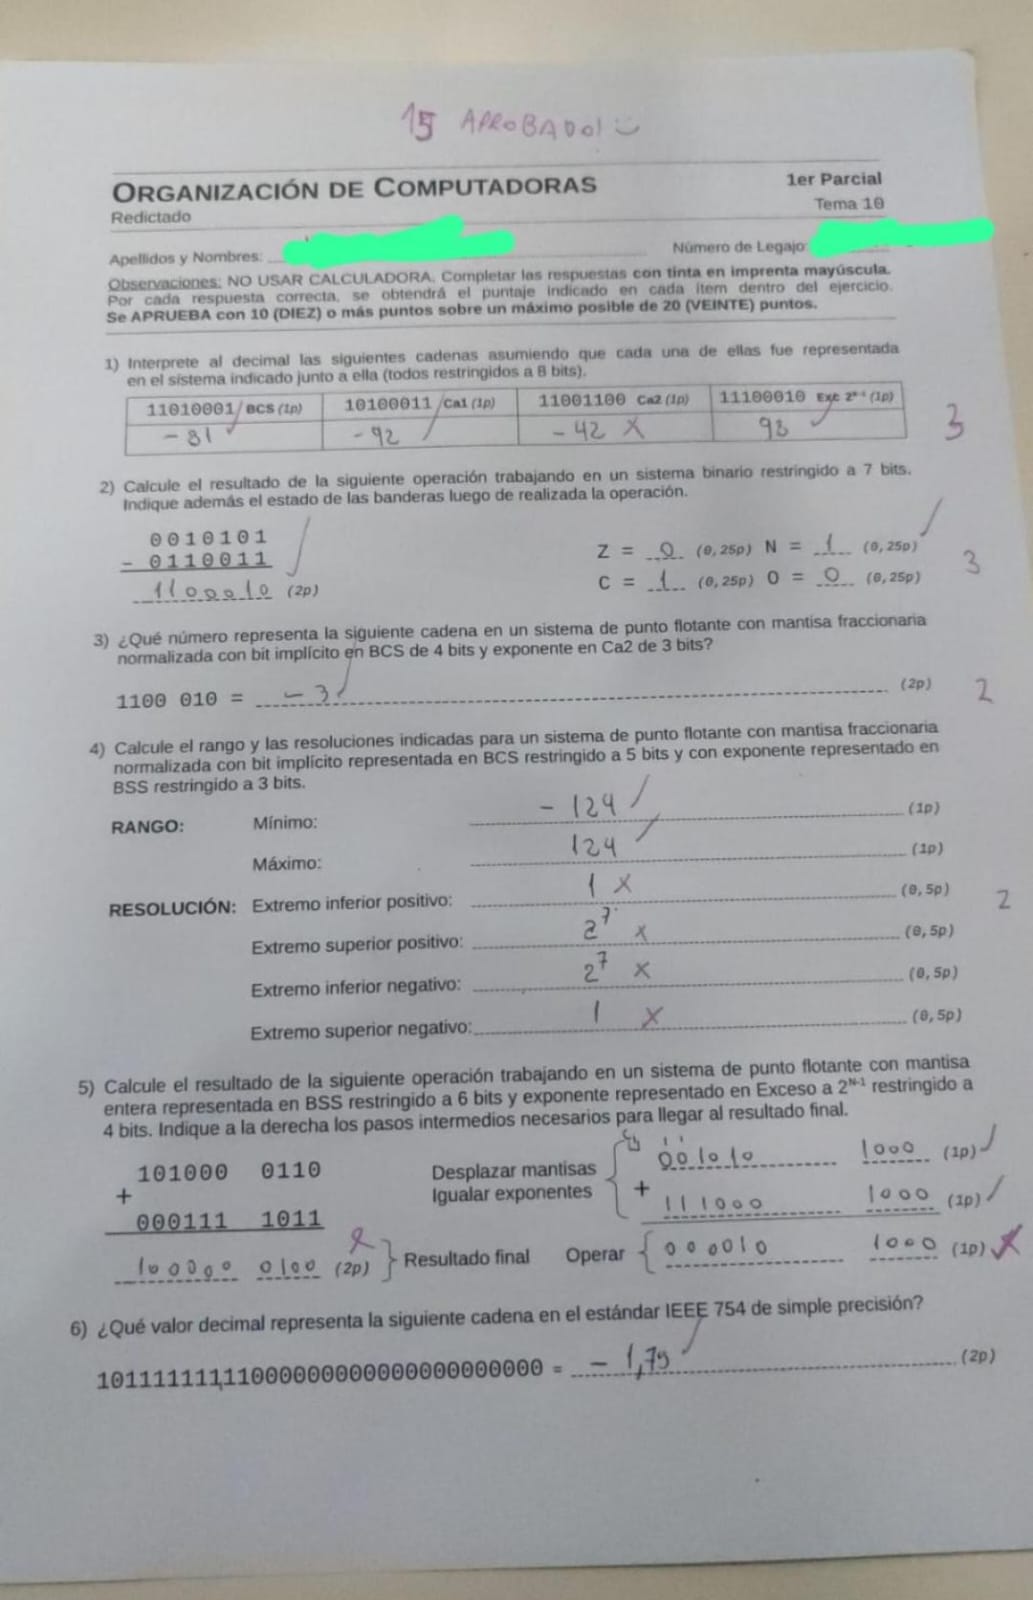 15 APROBADO! :)
ORGANIZACIÓN DE COMPUTADORAS
1er Parcial
Redictado
Tema 10
Apellidos y Nombres:
Número de Legajo:
Observaciones: NO USAR CALCULADORA. Completar las respuestas con tinta en imprenta mayúscula.
Por cada respuesta correcta, se obtendrá el puntaje indicado en cada ítem dentro del ejercicio.
Se APRUEBA con 10 (DIEZ) o más puntos sobre un máximo posible de 20 (VEINTE) puntos.
1) Interprete al decimal las siguientes cadenas asumiendo que cada una de ellas fue representada
en el sistema indicado junto a ella (todos restringidos a 8 bits).
11010001 BCS (1p) 10100011 Ca1 (1p) 11001100 Ca2 (1p) 11100010 Exc 2ⁿ⁻¹ (1p)
- 81 - 92 - 42 X 98
3
2) Calcule el resultado de la siguiente operación trabajando en un sistema binario restringido a 7 bits.
Indique además el estado de las banderas luego de realizada la operación.
0010101
- 0110011
1100010 (2p)
Z = 0 (0,25p) N = 1 (0,25p)
C = 1 (0,25p) O = 0 (0,25p)
3
3) ¿Qué número representa la siguiente cadena en un sistema de punto flotante con mantisa fraccionaria
normalizada con bit implícito en BCS de 4 bits y exponente en Ca2 de 3 bits?
1100 010 = - 3 (2p)
2
4) Calcule el rango y las resoluciones indicadas para un sistema de punto flotante con mantisa fraccionaria
normalizada con bit implícito representada en BCS restringido a 5 bits y con exponente representado en
BSS restringido a 3 bits.
RANGO: Mínimo: - 124 (1p)
Máximo: 124 (1p)
RESOLUCIÓN: Extremo inferior positivo: 1 X (0,5p)
2
Extremo superior positivo: 2⁷ X (0,5p)
Extremo inferior negativo: 2⁷ X (0,5p)
Extremo superior negativo: 1 X (0,5p)
5) Calcule el resultado de la siguiente operación trabajando en un sistema de punto flotante con mantisa
entera representada en BSS restringido a 6 bits y exponente representado en Exceso a 2ᴺ⁻¹ restringido a
4 bits. Indique a la derecha los pasos intermedios necesarios para llegar al resultado final.
101000 0110
+
000111 1011
100000 0100 (2p)
Desplazar mantisas
Igualar exponentes
001010 1000 (1p)
+ 111000 1000 (1p)
Resultado final Operar 000010 1000 (1p) X
6) ¿Qué valor decimal representa la siguiente cadena en el estándar IEEE 754 de simple precisión?
10111111111000000000000000000000 = - 1,75 (2p)